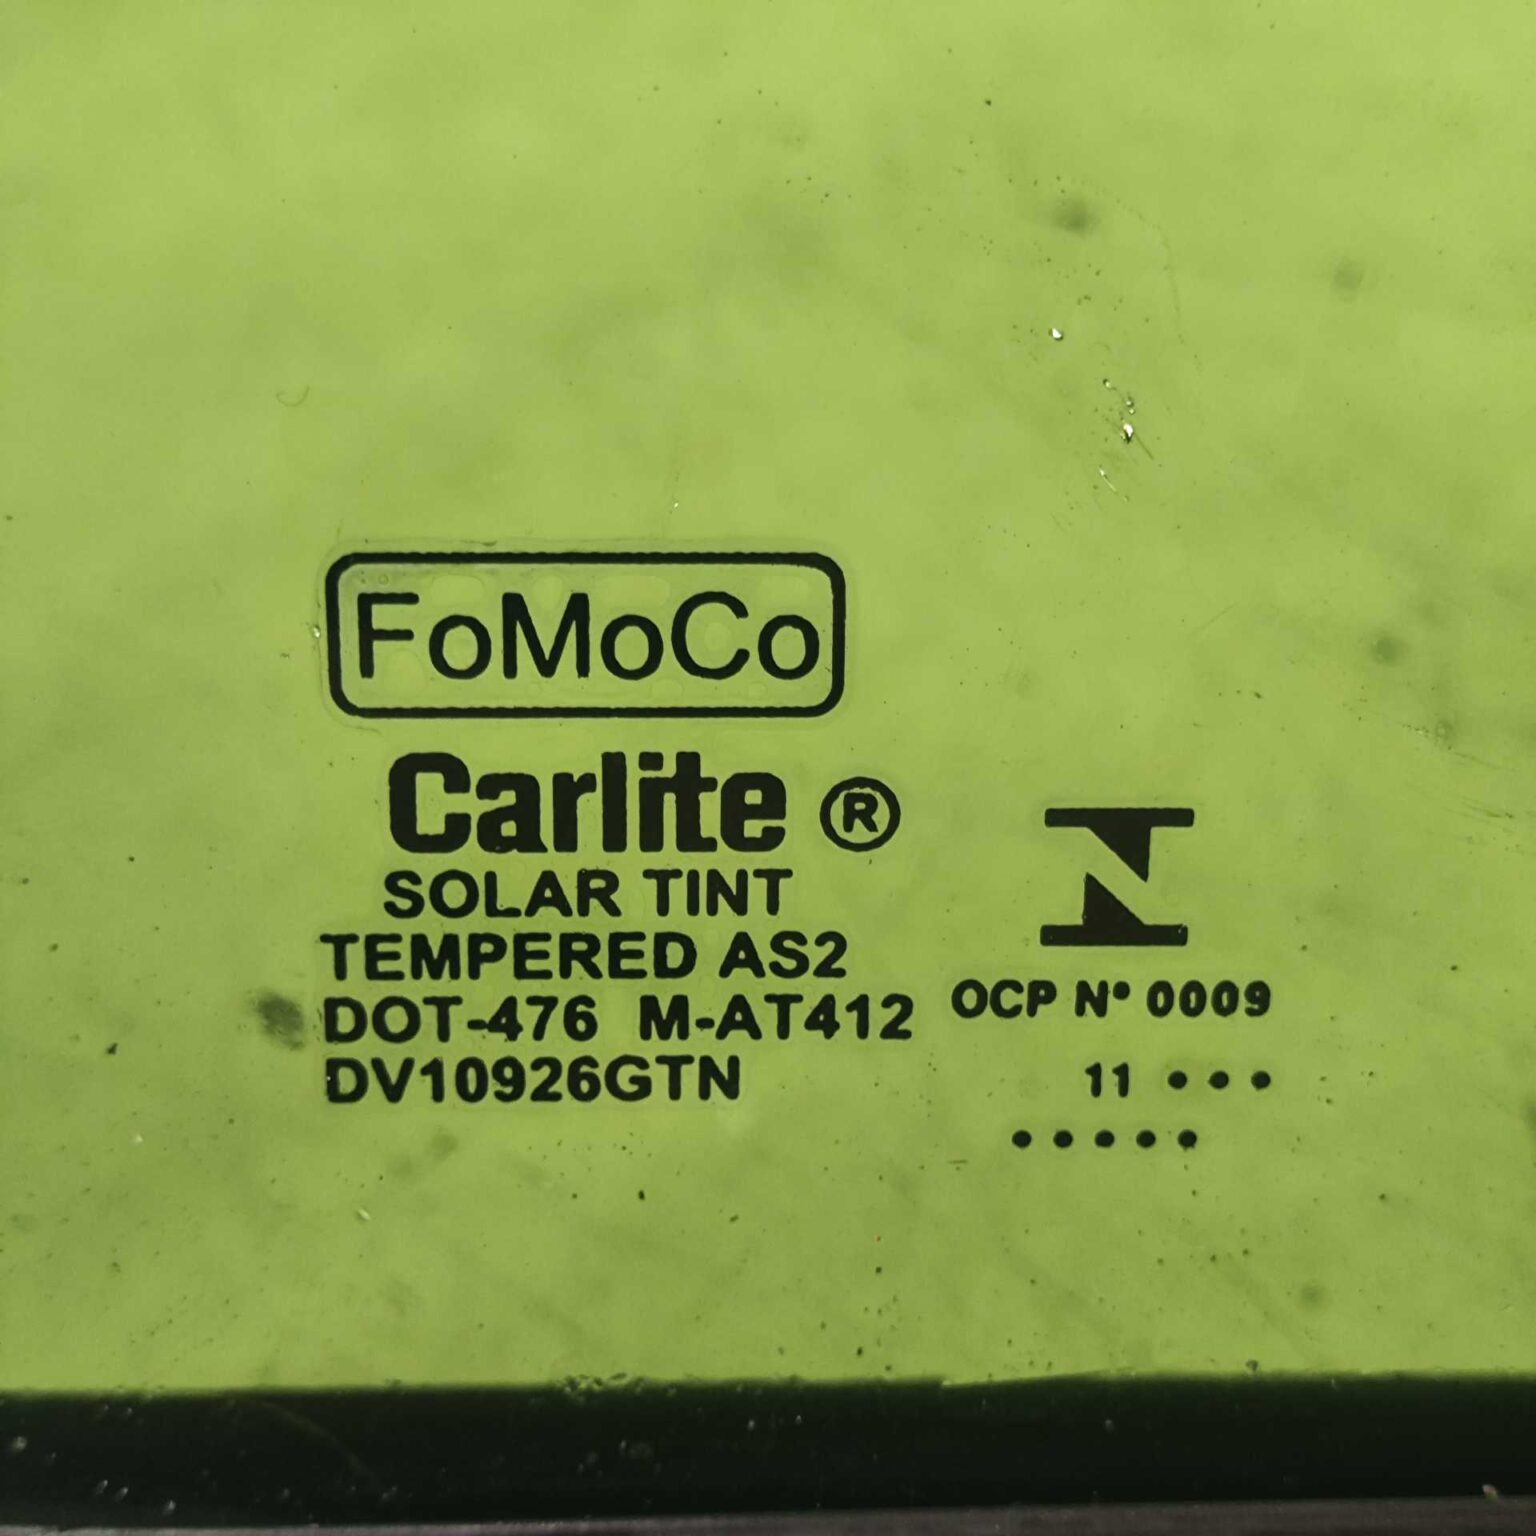 FoMoCo
Carlite ®
SOLAR TINT
TEMPERED AS2
DOT-476 M-AT412
DV10926GTN
OCP Nº 0009
11 • • •
• • • • •